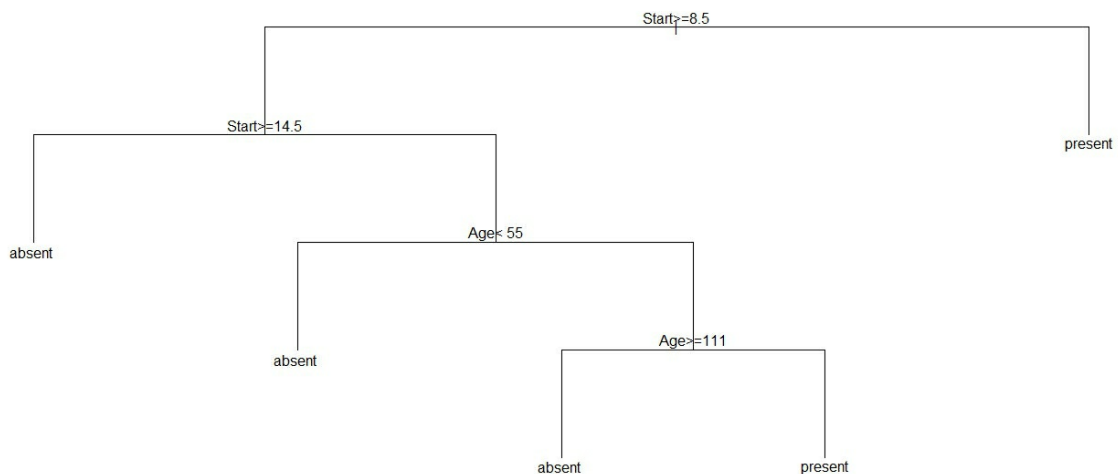 Start>=8.5
Start>=14.5
present
absent
Age< 55
absent
Age>=111
absent
present